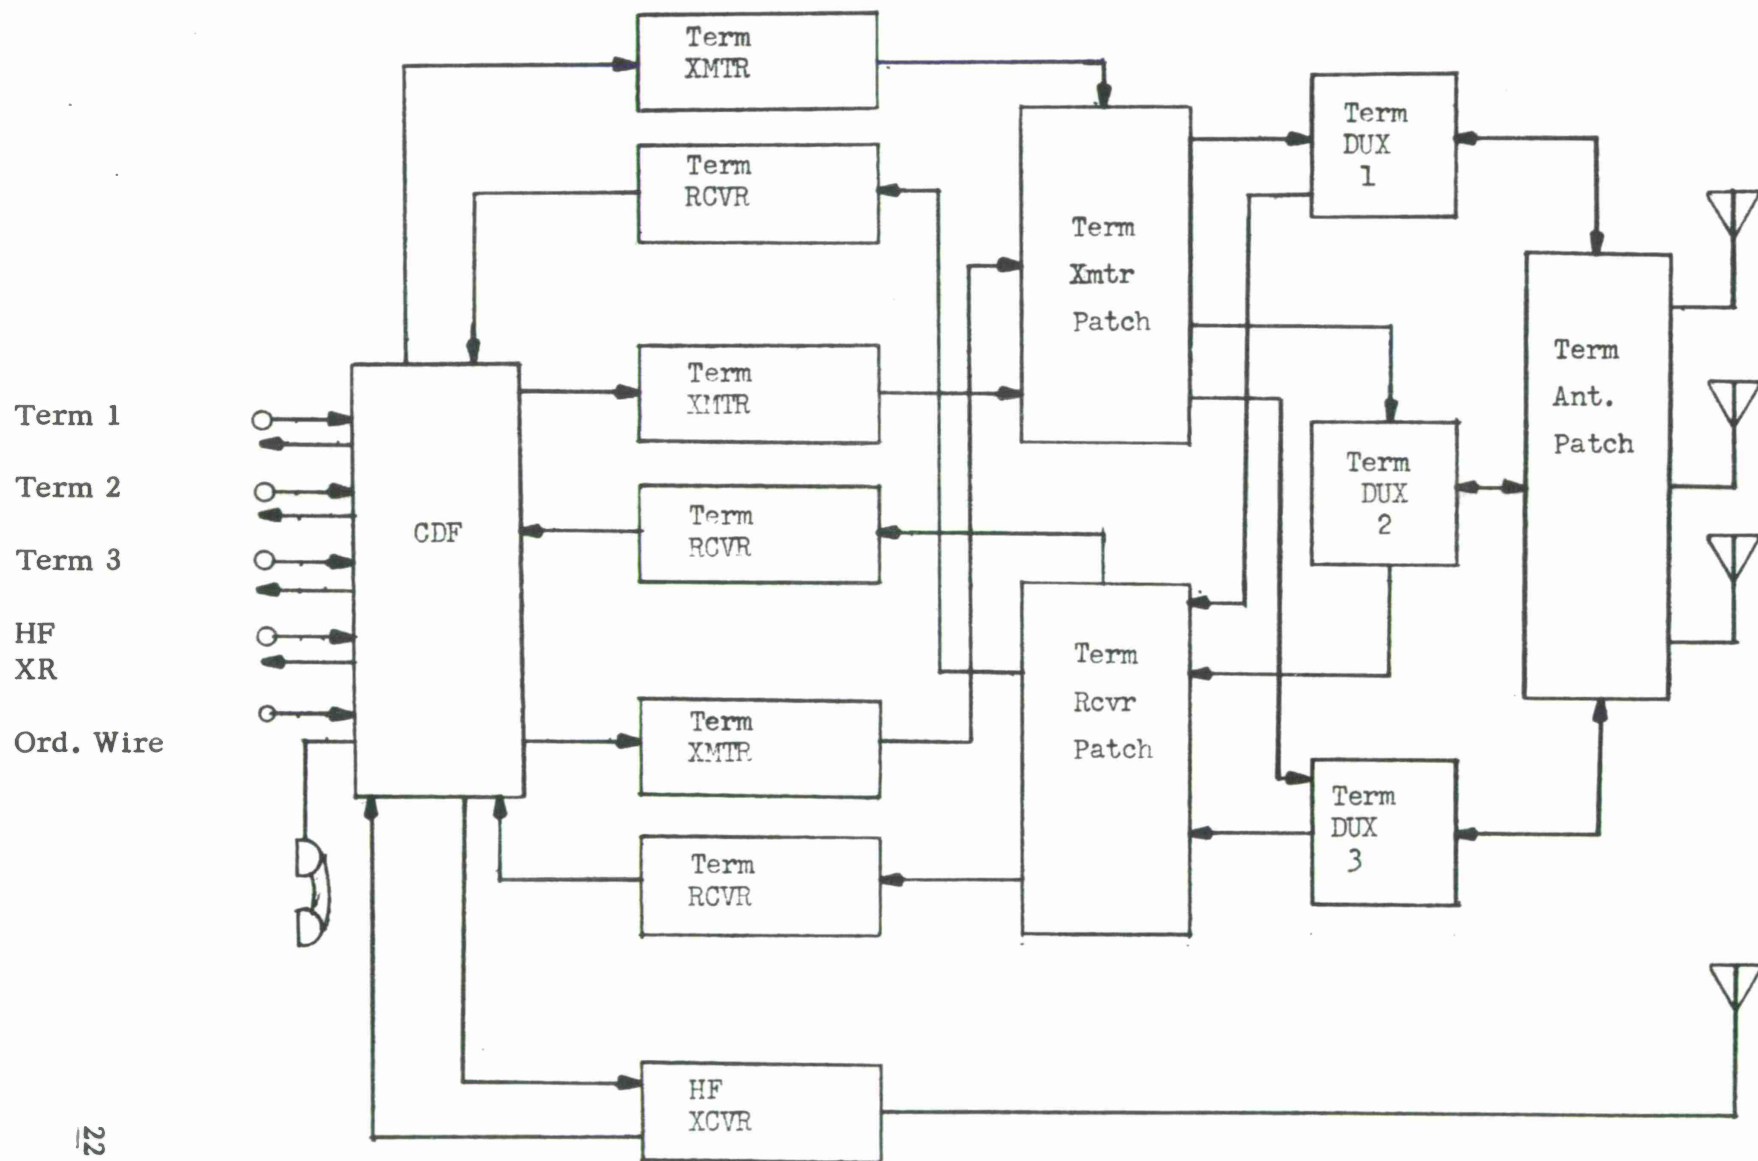 Term
XMTR
Term
RCVR
Term
XMTR
Term
RCVR
Term
XMTR
Term
RCVR
HF
XCVR
Term 1
Term 2
Term 3
HF
XR
Ord. Wire
CDF
Term
Xmtr
Patch
Term
Rcvr
Patch
Term
DUX
1
Term
DUX
2
Term
DUX
3
Term
Ant.
Patch
22